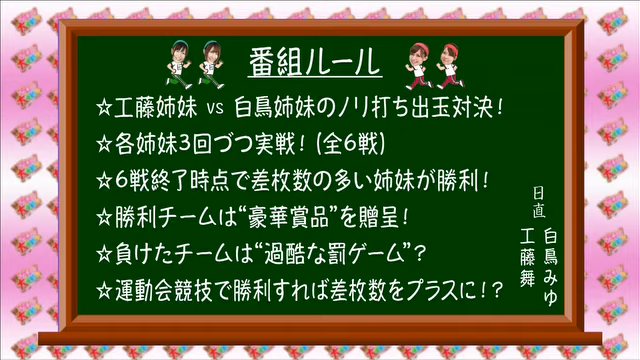 番組ルール
☆工藤姉妹 vs 白鳥姉妹のノリ打ち出玉対決!
☆各姉妹3回づつ実戦! (全6戦)
☆6戦終了時点で差枚数の多い姉妹が勝利!
☆勝利チームは“豪華賞品”を贈呈!
☆負けたチームは“過酷な罰ゲーム”?
☆運動会競技で勝利すれば差枚数をプラスに!?
日直
白鳥みゆ
工藤舞